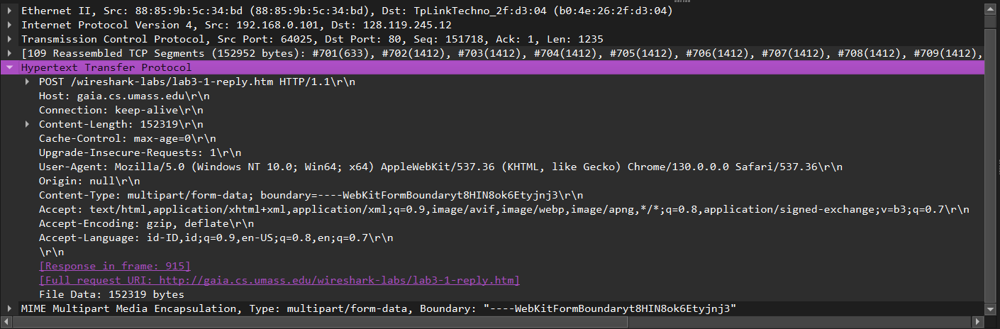 Ethernet II, Src: 88:85:9b:5c:34:bd (88:85:9b:5c:34:bd), Dst: TpLinkTechno_2f:d3:04 (b0:4e:26:2f:d3:04)
Internet Protocol Version 4, Src: 192.168.0.101, Dst: 128.119.245.12
Transmission Control Protocol, Src Port: 64025, Dst Port: 80, Seq: 151718, Ack: 1, Len: 1235
[109 Reassembled TCP Segments (152952 bytes): #701(633), #702(1412), #703(1412), #704(1412), #705(1412), #706(1412), #707(1412), #708(1412), #709(1412),
Hypertext Transfer Protocol
POST /wireshark-labs/lab3-1-reply.htm HTTP/1.1\r\n
Host: gaia.cs.umass.edu\r\n
Connection: keep-alive\r\n
Content-Length: 152319\r\n
Cache-Control: max-age=0\r\n
Upgrade-Insecure-Requests: 1\r\n
User-Agent: Mozilla/5.0 (Windows NT 10.0; Win64; x64) AppleWebKit/537.36 (KHTML, like Gecko) Chrome/130.0.0.0 Safari/537.36\r\n
Origin: null\r\n
Content-Type: multipart/form-data; boundary=----WebKitFormBoundaryt8HIN8ok6Etyjnj3\r\n
Accept: text/html,application/xhtml+xml,application/xml;q=0.9,image/avif,image/webp,image/apng,*/*;q=0.8,application/signed-exchange;v=b3;q=0.7\r\n
Accept-Encoding: gzip, deflate\r\n
Accept-Language: id-ID,id;q=0.9,en-US;q=0.8,en;q=0.7\r\n
\r\n
[Response in frame: 915]
[Full request URI: http://gaia.cs.umass.edu/wireshark-labs/lab3-1-reply.htm]
File Data: 152319 bytes
MIME Multipart Media Encapsulation, Type: multipart/form-data, Boundary: "----WebKitFormBoundaryt8HIN8ok6Etyjnj3"